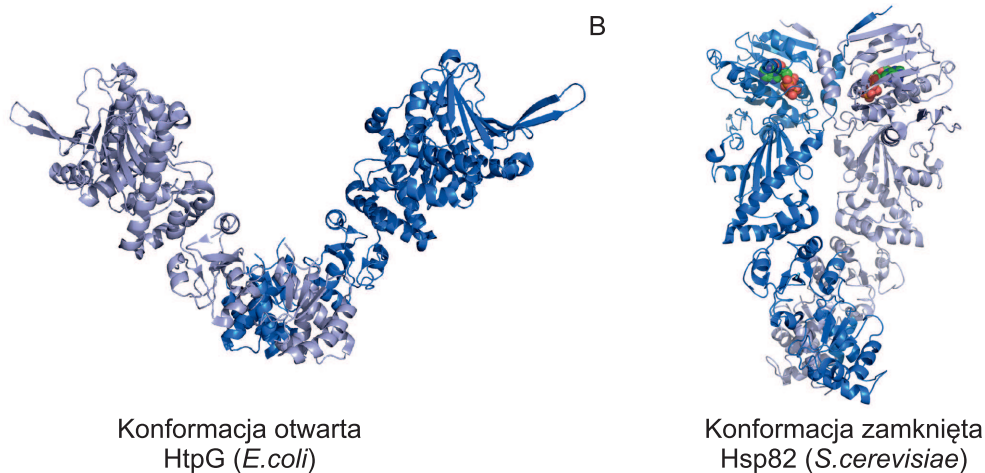 B
Konformacja otwarta
HtpG (E.coli)
Konformacja zamknięta
Hsp82 (S.cerevisiae)